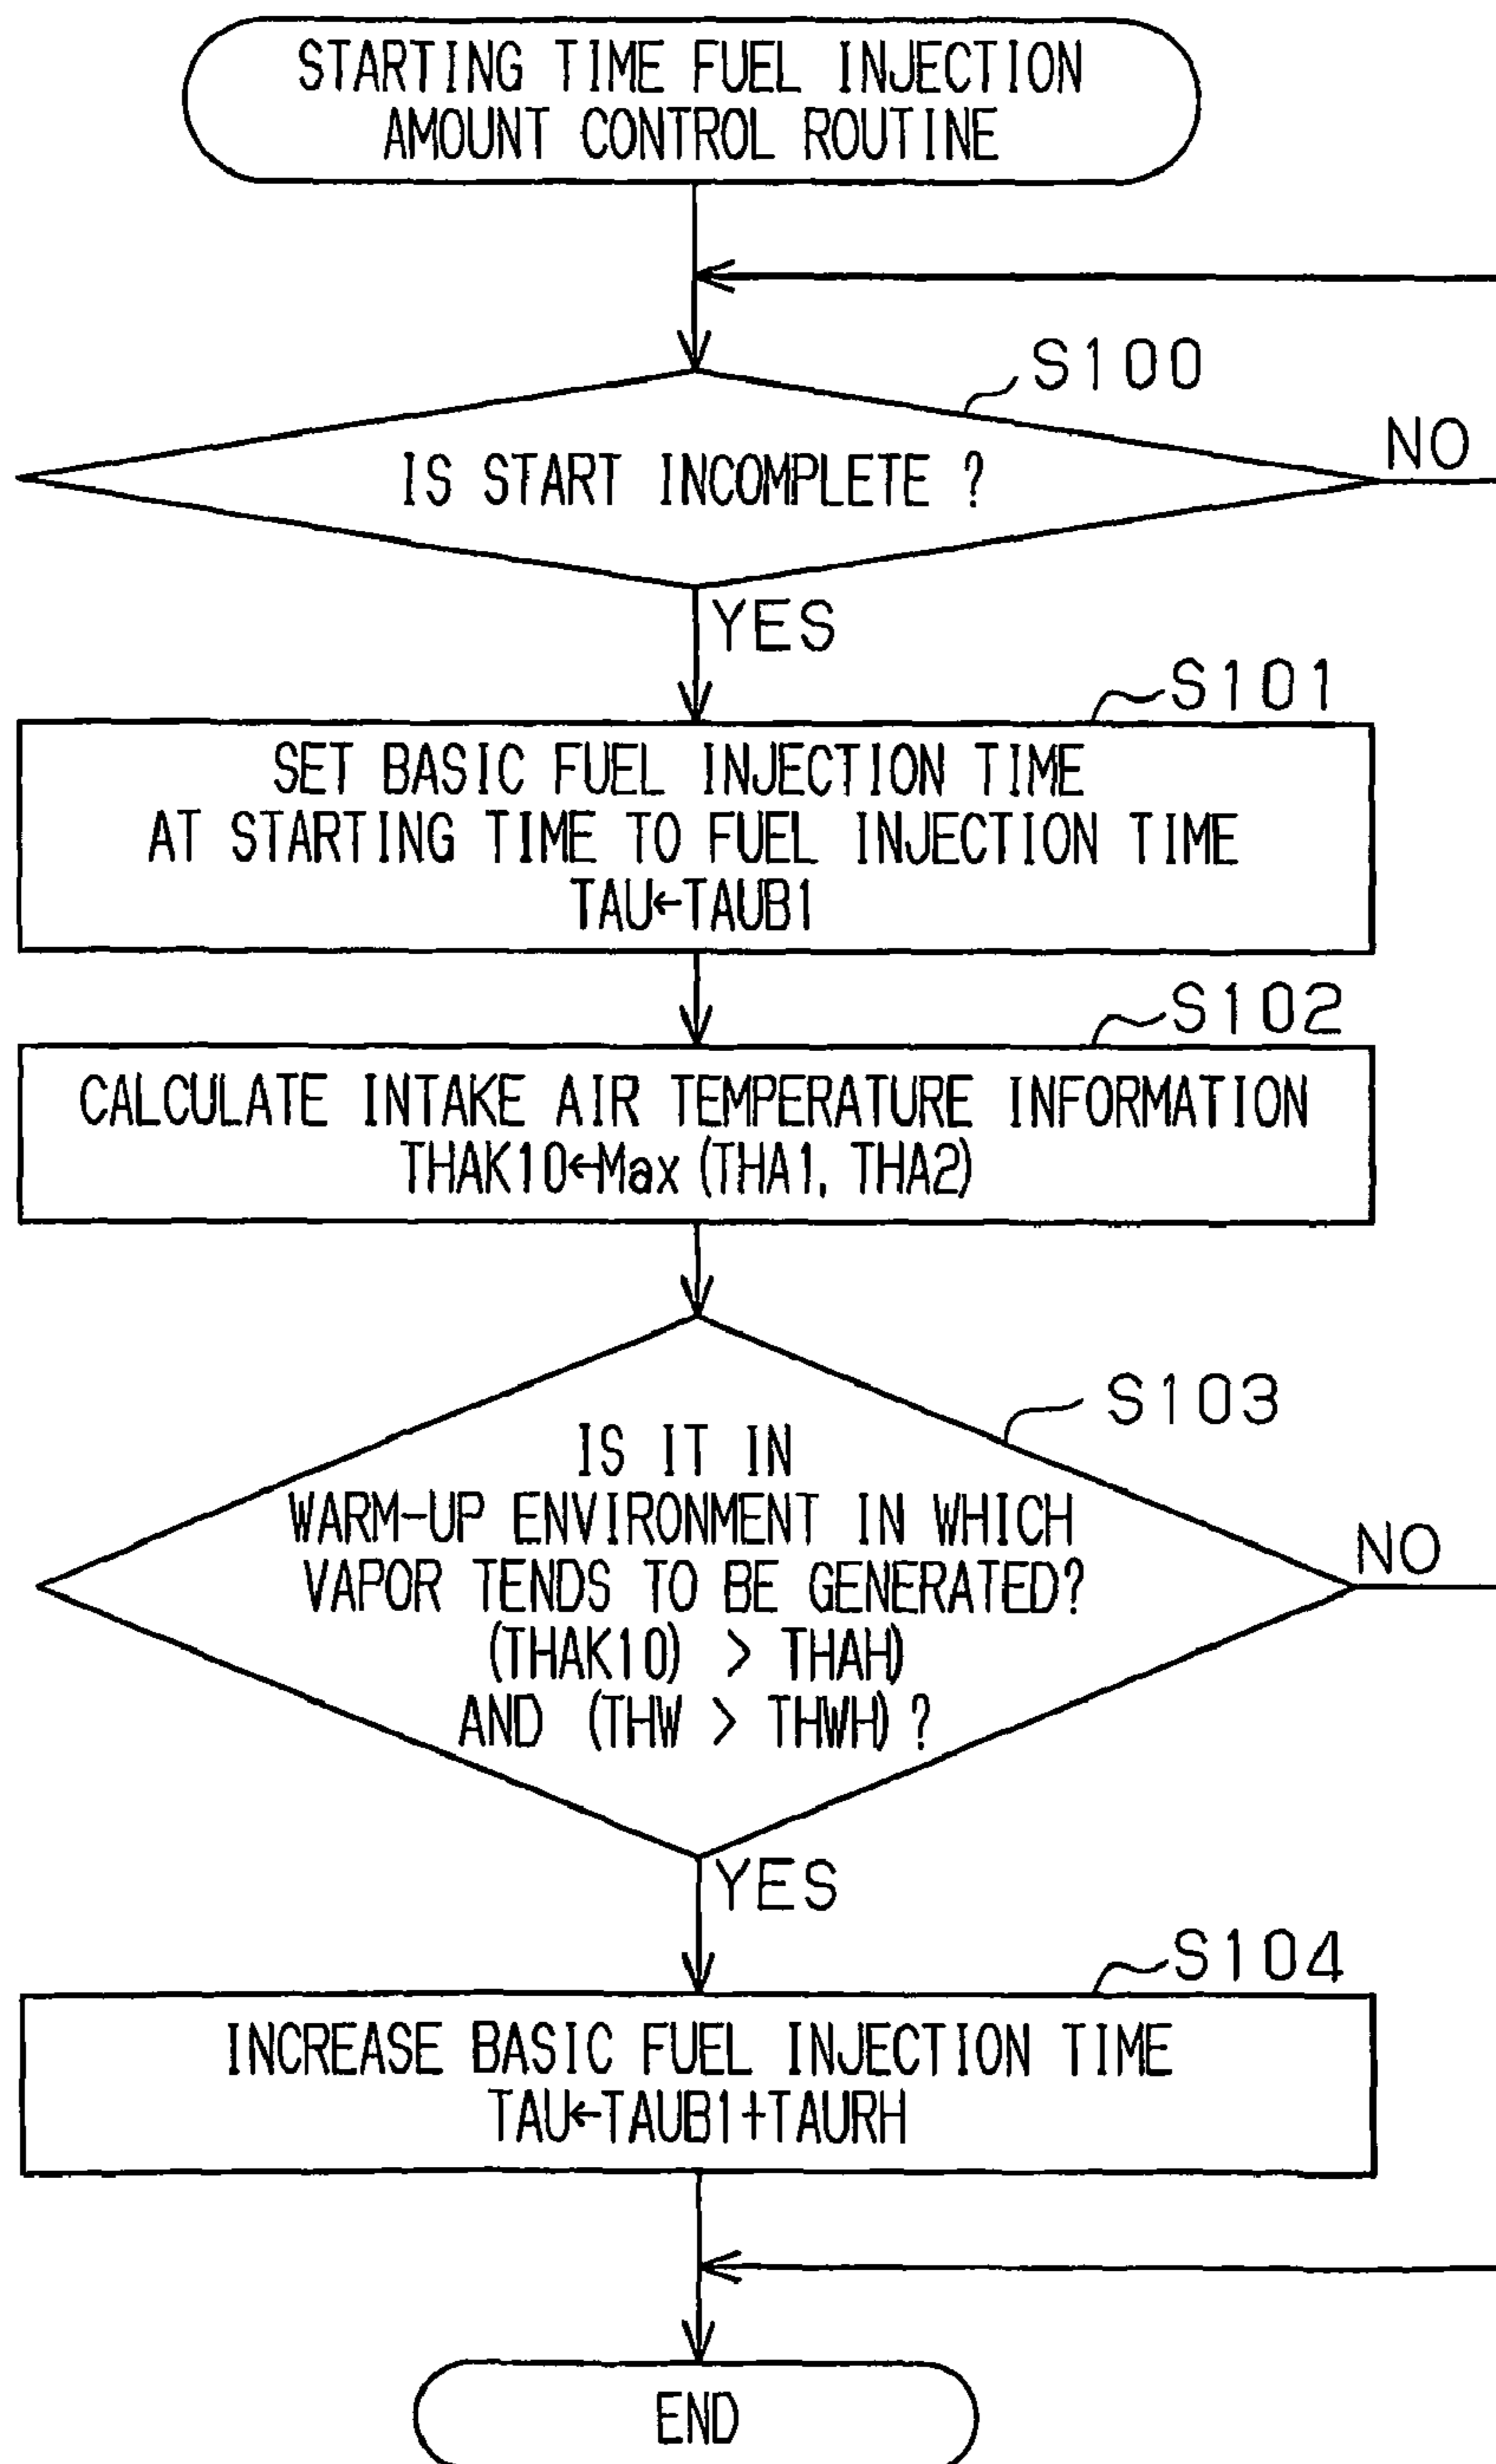 STARTING TIME FUEL INJECTION
AMOUNT CONTROL ROUTINE
S100
IS START INCOMPLETE ?
NO
YES
S101
SET BASIC FUEL INJECTION TIME
AT STARTING TIME TO FUEL INJECTION TIME
TAU←TAUB1
S102
CALCULATE INTAKE AIR TEMPERATURE INFORMATION
THAK10←Max (THA1, THA2)
S103
IS IT IN
WARM-UP ENVIRONMENT IN WHICH
VAPOR TENDS TO BE GENERATED?
(THAK10) > THAH)
AND (THW > THWH) ?
NO
YES
S104
INCREASE BASIC FUEL INJECTION TIME
TAU←TAUB1+TAURH
END